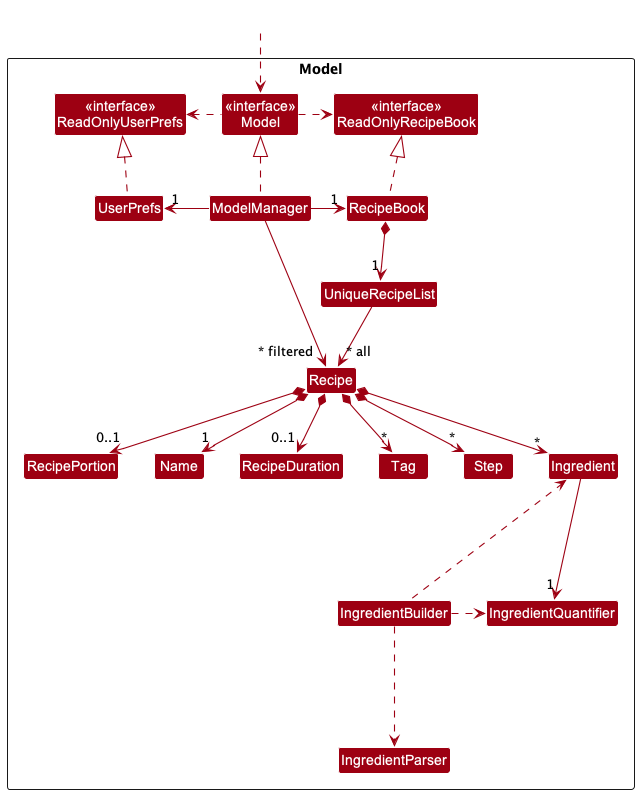 Model
«interface»
ReadOnlyUserPrefs
«interface»
Model
«interface»
ReadOnlyRecipeBook
UserPrefs
1
ModelManager
1
RecipeBook
1
UniqueRecipeList
* filtered
* all
Recipe
0..1
1
0..1
*
*
*
RecipePortion
Name
RecipeDuration
Tag
Step
Ingredient
1
IngredientBuilder
IngredientQuantifier
IngredientParser